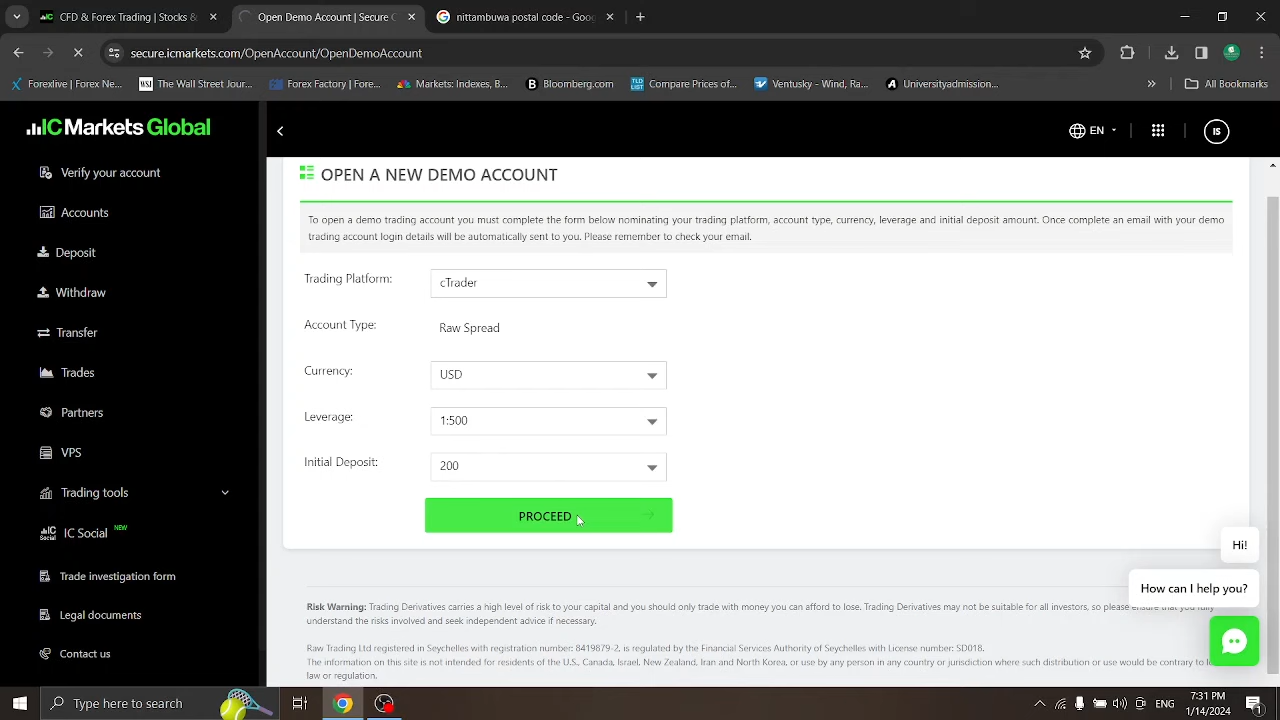 CFD & Forex Trading | Stocks &
Open Demo Account | Secure C
nittambuwa postal code - Goog
secure.icmarkets.com/OpenAccount/OpenDemoAccount
Forexlive | Forex Ne...
WSJ
The Wall Street Jour...
Forex Factory | Fore...
Markets: Indexes, B...
B
Bloomberg.com
TLD LIST
Compare Prices of...
Ventusky - Wind, Ra...
A
Universityadmission...
All Bookmarks
IC Markets Global
EN
IS
Verify your account
Accounts
Deposit
Withdraw
Transfer
Trades
Partners
VPS
Trading tools
IC Social
IC Social NEW
Trade investigation form
Legal documents
Contact us
OPEN A NEW DEMO ACCOUNT
To open a demo trading account you must complete the form below nominating your trading platform, account type, currency, leverage and initial deposit amount. Once complete an email with your demo
trading account login details will be automatically sent to you. Please remember to check your email.
Trading Platform: cTrader
Account Type: Raw Spread
Currency: USD
Leverage: 1:500
Initial Deposit: 200
PROCEED
Hi!
How can I help you?
Risk Warning: Trading Derivatives carries a high level of risk to your capital and you should only trade with money you can afford to lose. Trading Derivatives may not be suitable for all investors, so please ensure that you fully
understand the risks involved and seek independent advice if necessary.
Raw Trading Ltd registered in Seychelles with registration number: 8419879-2, is regulated by the Financial Services Authority of Seychelles with License number: SD018.
The information on this site is not intended for residents of the U.S., Canada, Israel, New Zealand, Iran and North Korea, or use by any person in any country or jurisdiction where such distribution or use would be contrary to
law or regulation.
Type here to search
ENG
7:31 PM
1/14/2024